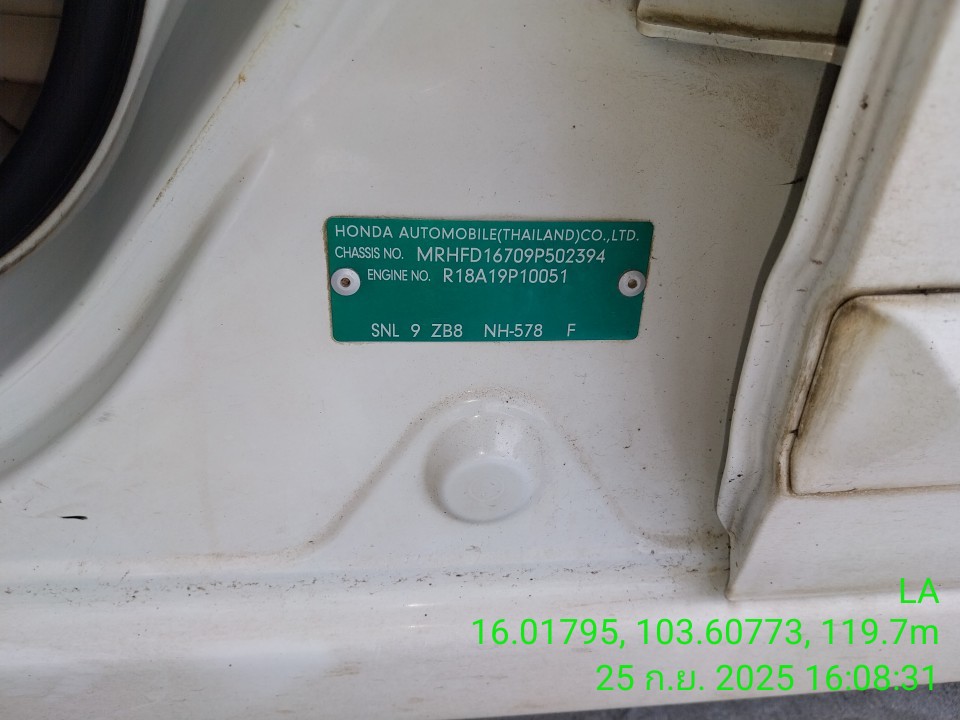 HONDA AUTOMOBILE(THAILAND)CO.,LTD.
CHASSIS NO. MRHFD16709P502394
ENGINE NO. R18A19P10051
SNL 9 ZB8 NH-578 F
LA
16.01795, 103.60773, 119.7m
25 ก.ย. 2025 16:08:31